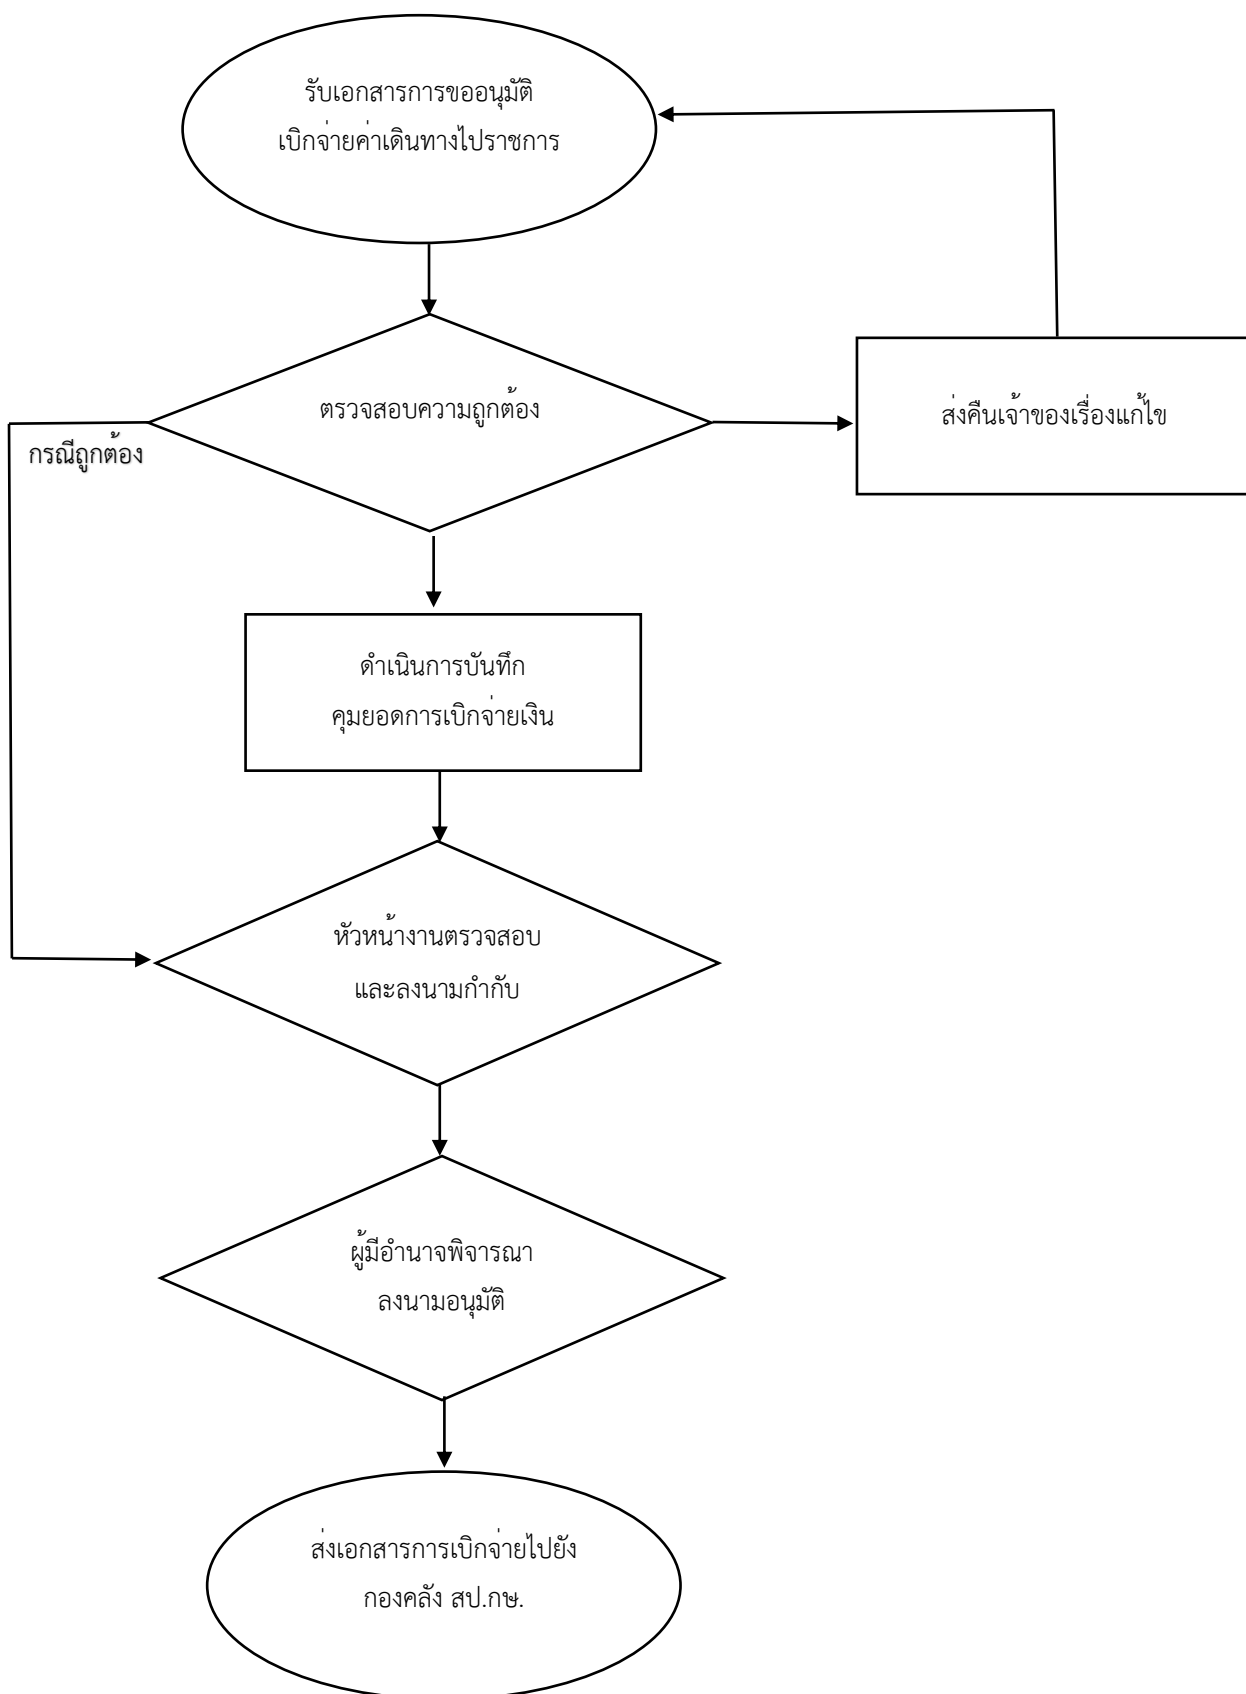 รับเอกสารการขออนุมัติ
เบิกจ่ายค่าเดินทางไปราชการ
ตรวจสอบความถูกต้อง
ส่งคืนเจ้าของเรื่องแก้ไข
กรณีถูกต้อง
ดำเนินการบันทึก
คุมยอดการเบิกจ่ายเงิน
หัวหน้างานตรวจสอบ
และลงนามกำกับ
ผู้มีอำนาจพิจารณา
ลงนามอนุมัติ
ส่งเอกสารการเบิกจ่ายไปยัง
กองคลัง สป.กษ.